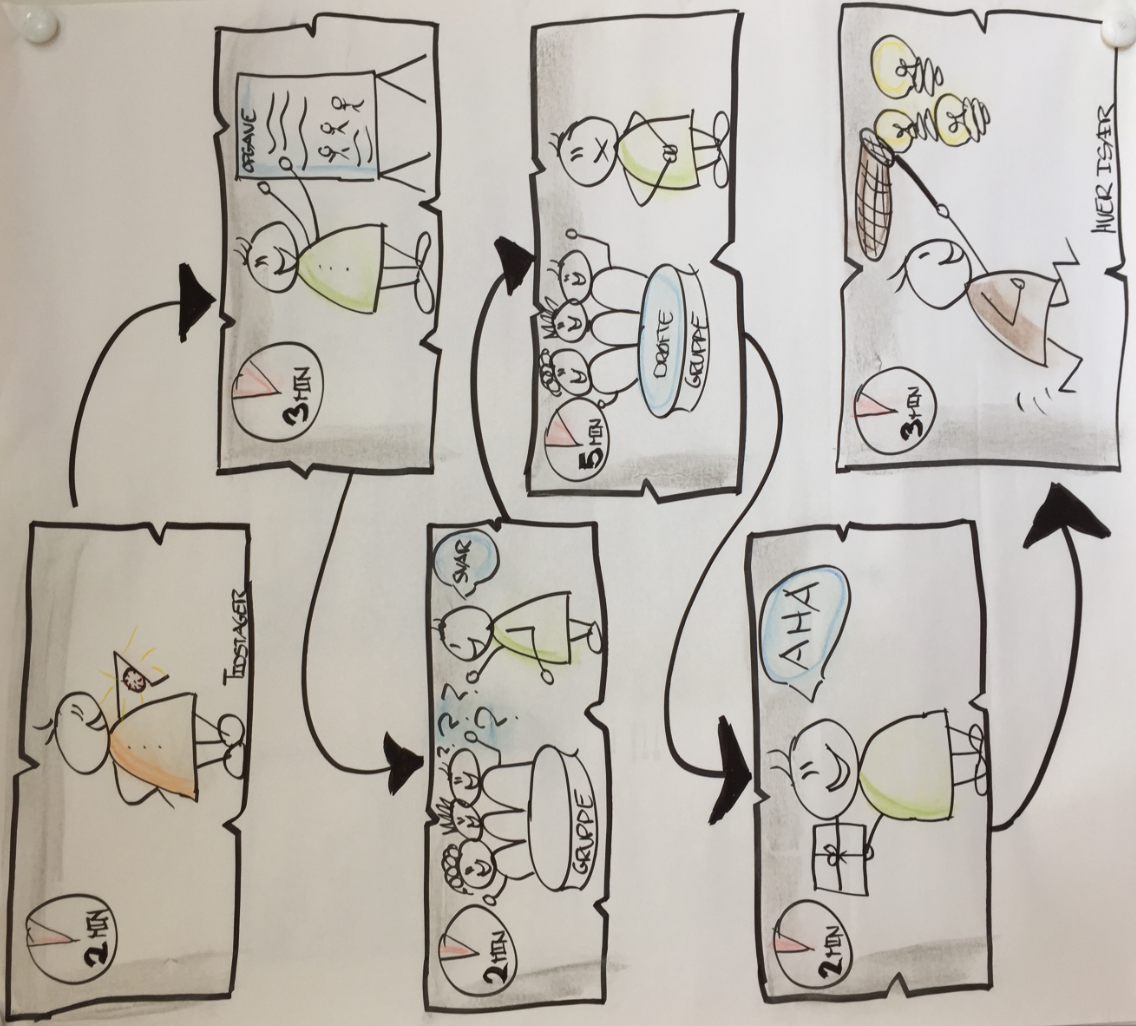 2 MIN
TIDSTAGER
3 MIN
OPGAVE
2 MIN
GRUPPE
SVAR
? ? ? ? ?
5 MIN
DRØFTE
GRUPPE
2 MIN
AHA
3 MIN
HVER ISÆR